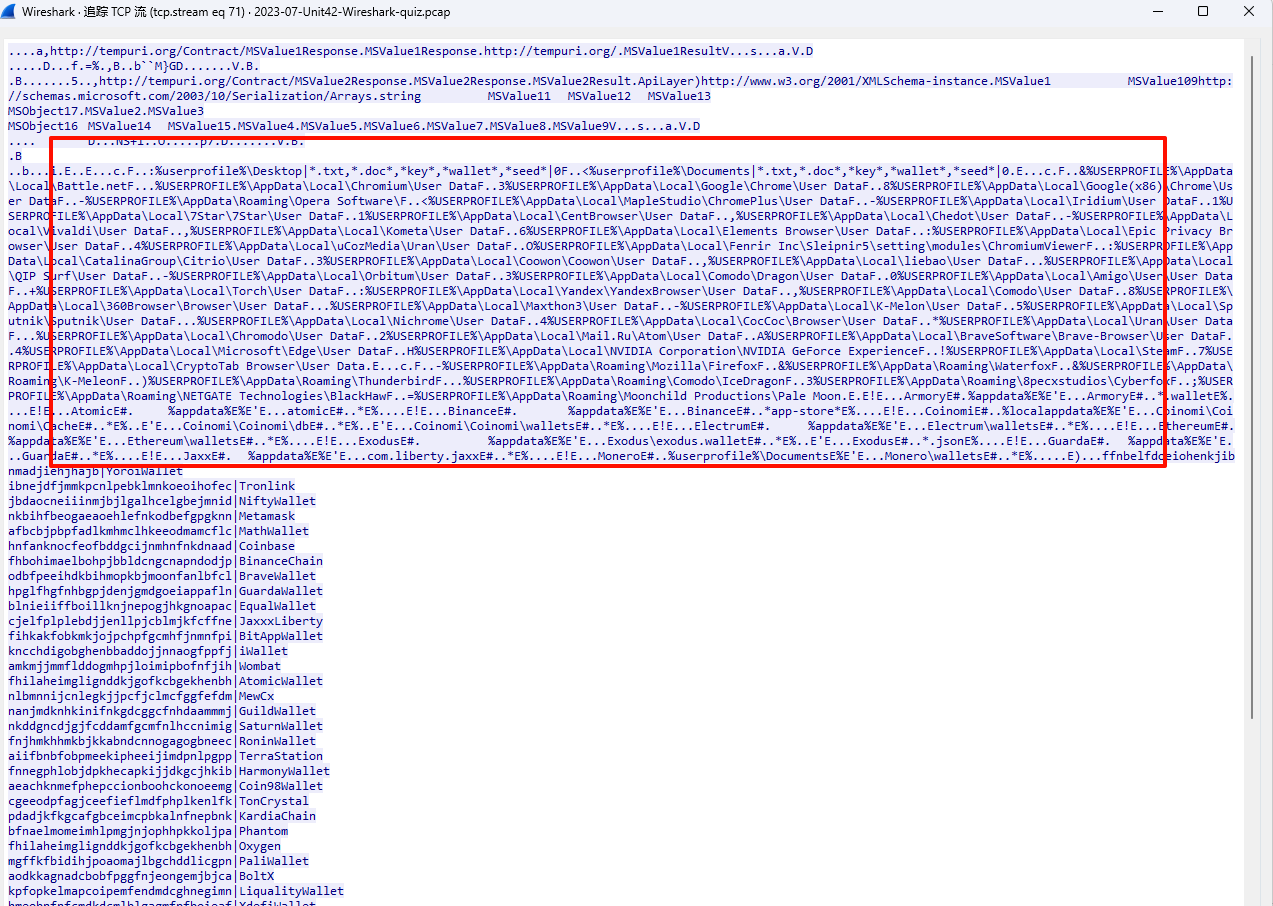 Wireshark · 追踪 TCP 流 (tcp.stream eq 71) · 2023-07-Unit42-Wireshark-quiz.pcap
....a,http://tempuri.org/Contract/MSValue1Response.MSValue1Response.http://tempuri.org/.MSValue1ResultV...s...a.V.D
.....D...f.=%.,B..b``M}GD.......V.B.
.B.......5..,http://tempuri.org/Contract/MSValue2Response.MSValue2Response.MSValue2Result.ApiLayer)http://www.w3.org/2001/XMLSchema-instance.MSValue1 MSValue109http:
//schemas.microsoft.com/2003/10/Serialization/Arrays.string MSValue11 MSValue12 MSValue13
MSObject17.MSValue2.MSValue3
MSObject16 MSValue14 MSValue15.MSValue4.MSValue5.MSValue6.MSValue7.MSValue8.MSValue9V...s...a.V.D
.B
..b...i.E..E...c.F..:%userprofile%\Desktop|*.txt,*.doc*,*key*,*wallet*,*seed*|0F..<%userprofile%\Documents|*.txt,*.doc*,*key*,*wallet*,*seed*|0.E...c.F..&%USERPROFILE%\AppData
\Local\Battle.netF...%USERPROFILE%\AppData\Local\Chromium\User DataF..3%USERPROFILE%\AppData\Local\Google\Chrome\User DataF..8%USERPROFILE%\AppData\Local\Google(x86)\Chrome\Us
er DataF..-%USERPROFILE%\AppData\Roaming\Opera Software\F..<%USERPROFILE%\AppData\Local\MapleStudio\ChromePlus\User DataF..-%USERPROFILE%\AppData\Local\Iridium\User DataF..1%U
SERPROFILE%\AppData\Local\7Star\7Star\User DataF..1%USERPROFILE%\AppData\Local\CentBrowser\User DataF..,%USERPROFILE%\AppData\Local\Chedot\User DataF..-%USERPROFILE%\AppData\L
ocal\Vivaldi\User DataF..,%USERPROFILE%\AppData\Local\Kometa\User DataF..6%USERPROFILE%\AppData\Local\Elements Browser\User DataF..:%USERPROFILE%\AppData\Local\Epic Privacy Br
owser\User DataF..4%USERPROFILE%\AppData\Local\uCozMedia\Uran\User DataF..O%USERPROFILE%\AppData\Local\Fenrir Inc\Sleipnir5\setting\modules\ChromiumViewerF..:%USERPROFILE%\App
Data\Local\CatalinaGroup\Citrio\User DataF..3%USERPROFILE%\AppData\Local\Coowon\Coowon\User DataF..,%USERPROFILE%\AppData\Local\liebao\User DataF...%USERPROFILE%\AppData\Local
\QIP Surf\User DataF..-%USERPROFILE%\AppData\Local\Orbitum\User DataF..3%USERPROFILE%\AppData\Local\Comodo\Dragon\User DataF..0%USERPROFILE%\AppData\Local\Amigo\User\User Data
F..+%USERPROFILE%\AppData\Local\Torch\User DataF..:%USERPROFILE%\AppData\Local\Yandex\YandexBrowser\User DataF..,%USERPROFILE%\AppData\Local\Comodo\User DataF..8%USERPROFILE%\
AppData\Local\360Browser\Browser\User DataF...%USERPROFILE%\AppData\Local\Maxthon3\User DataF..-%USERPROFILE%\AppData\Local\K-Melon\User DataF..5%USERPROFILE%\AppData\Local\Sp
utnik\Sputnik\User DataF...%USERPROFILE%\AppData\Local\Nichrome\User DataF..4%USERPROFILE%\AppData\Local\CocCoc\Browser\User DataF..*%USERPROFILE%\AppData\Local\Uran\User Data
F...%USERPROFILE%\AppData\Local\Chromodo\User DataF..2%USERPROFILE%\AppData\Local\Mail.Ru\Atom\User DataF..A%USERPROFILE%\AppData\Local\BraveSoftware\Brave-Browser\User DataF.
.4%USERPROFILE%\AppData\Local\Microsoft\Edge\User DataF..H%USERPROFILE%\AppData\Local\NVIDIA Corporation\NVIDIA GeForce ExperienceF..!%USERPROFILE%\AppData\Local\SteamF..7%USE
RPROFILE%\AppData\Local\CryptoTab Browser\User Data.E...c.F..-%USERPROFILE%\AppData\Roaming\Mozilla\FirefoxF..&%USERPROFILE%\AppData\Roaming\WaterfoxF..&%USERPROFILE%\AppData\
Roaming\K-MeleonF..)%USERPROFILE%\AppData\Roaming\ThunderbirdF...%USERPROFILE%\AppData\Roaming\Comodo\IceDragonF..3%USERPROFILE%\AppData\Roaming\8pecxstudios\CyberfoxF..;%USER
PROFILE%\AppData\Roaming\NETGATE Technologies\BlackHawF..=%USERPROFILE%\AppData\Roaming\Moonchild Productions\Pale Moon.E.E!E...ArmoryE#.%appdata%E%E'E...ArmoryE#..*.walletE%.
...E!E...AtomicE#. %appdata%E%E'E...atomicE#..*E%....E!E...BinanceE#. %appdata%E%E'E...BinanceE#..*app-store*E%....E!E...CoinomiE#..%localappdata%E%E'E...Coinomi\Coi
nomi\CacheE#..*E%..E'E...Coinomi\Coinomi\dbE#..*E%..E'E...Coinomi\Coinomi\walletsE#..*E%....E!E...ElectrumE#. %appdata%E%E'E...Electrum\walletsE#..*E%....E!E...EthereumE#.
%appdata%E%E'E...Ethereum\walletsE#..*E%....E!E...ExodusE#. %appdata%E%E'E...Exodus\exodus.walletE#..*E%..E'E...ExodusE#..*.jsonE%....E!E...GuardaE#. %appdata%E%E'E.
..GuardaE#..*E%....E!E...JaxxE#. %appdata%E%E'E...com.liberty.jaxxE#..*E%....E!E...MoneroE#..%userprofile%\DocumentsE%E'E...Monero\walletsE#..*E%.....E)...ffnbelfdoeiohenkjib
nmadjiehjhajb|YoroiWallet
ibnejdfjmmkpcnlpebklmnkoeoihofec|Tronlink
jbdaocneiiinmjbjlgalhcelgbejmnid|NiftyWallet
nkbihfbeogaeaoehlefnkodbefgpgknn|Metamask
afbcbjpbpfadlkmhmclhkeeodmamcflc|MathWallet
hnfanknocfeofbddgcijnmhnfnkdnaad|Coinbase
fhbohimaelbohpjbbldcngcnapndodjp|BinanceChain
odbfpeeihdkbihmopkbjmoonfanlbfcl|BraveWallet
hpglfhgfnhbgpjdenjgmdgoeiappafln|GuardaWallet
blnieiiffboillknjnepogjhkgnoapac|EqualWallet
cjelfplplebdjjenllpjcblmjkfcffne|JaxxxLiberty
fihkakfobkmkjojpchpfgcmhfjnmnfpi|BitAppWallet
kncchdigobghenbbaddojjnnaogfppfj|iWallet
amkmjjmmflddogmhpjloimipbofnfjih|Wombat
fhilaheimglignddkjgofkcbgekhenbh|AtomicWallet
nlbmnnijcnlegkjjpcfjclmcfggfefdm|MewCx
nanjmdknhkinifnkgdcggcfnhdaammmj|GuildWallet
nkddgncdjgjfcddamfgcmfnlhccnimig|SaturnWallet
fnjhmkhhmkbjkkabndcnnogagogbneec|RoninWallet
aiifbnbfobpmeekipheeijimdpnlpgpp|TerraStation
fnnegphlobjdpkhecapkijjdkgcjhkib|HarmonyWallet
aeachknmefphepccionboohckonoeemg|Coin98Wallet
cgeeodpfagjceefieflmdfphplkenlfk|TonCrystal
pdadjkfkgcafgbceimcpbkalnfnepbnk|KardiaChain
bfnaelmomeimhlpmgjnjophhpkkoljpa|Phantom
fhilaheimglignddkjgofkcbgekhenbh|Oxygen
mgffkfbidihjpoaomajlbgchddlicgpn|PaliWallet
aodkkagnadcbobfpggfnjeongemjbjca|BoltX
kpfopkelmapcoipemfendmdcghnegimn|LiqualityWallet